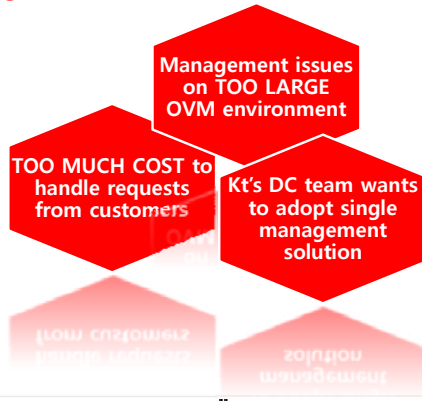 Management issues
on TOO LARGE
OVM environment
TOO MUCH COST to
handle requests
from customers
Kt's DC team wants
to adopt single
management
solution